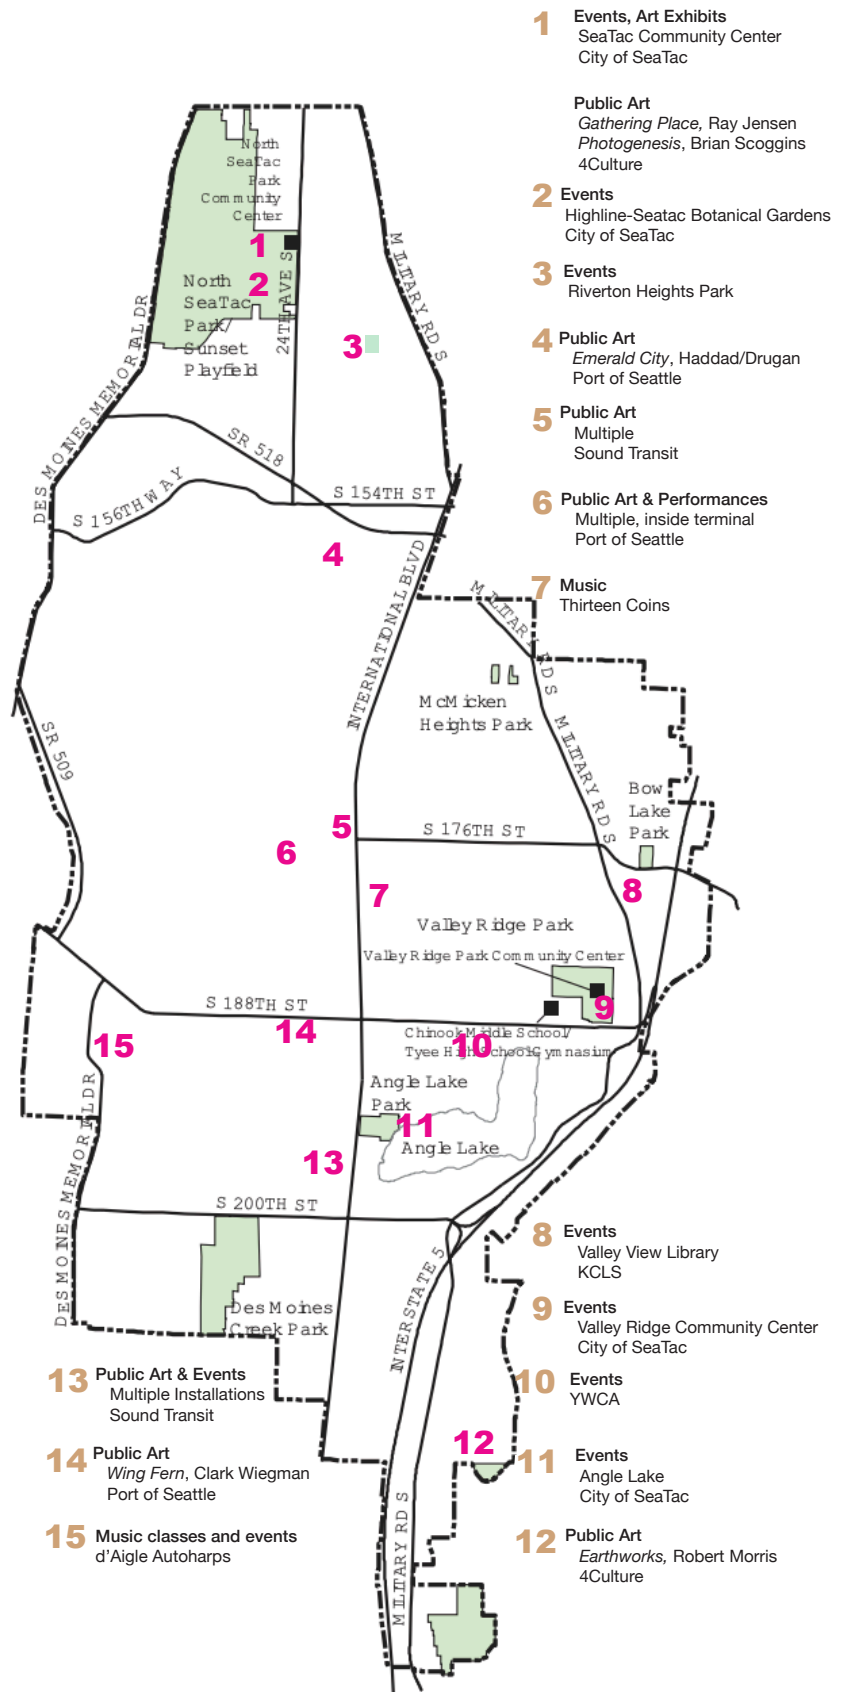 1 Events, Art Exhibits
SeaTac Community Center
City of SeaTac
Public Art
Gathering Place, Ray Jensen
Photogenesis, Brian Scoggins
4Culture
2 Events
Highline-Seatac Botanical Gardens
City of SeaTac
3 Events
Riverton Heights Park
4 Public Art
Emerald City, Haddad/Drugan
Port of Seattle
5 Public Art
Multiple
Sound Transit
6 Public Art & Performances
Multiple, inside terminal
Port of Seattle
7 Music
Thirteen Coins
North
SeaTac
Park
Community
Center
1
2
North
SeaTac
Park/
Sunset
Playfield
24TH AVE S
3
MILITARY RD S
DES MOINES MEMORIAL DR
SR 518
S 154TH ST
S 156TH WAY
4
INTERNATIONAL BLVD
MILITARY RD S
McMicken
Heights Park
MILITARY RD S
SR 509
Bow
Lake
Park
5
S 176TH ST
6
7
8
Valley Ridge Park
Valley Ridge Park Community Center
9
S 188TH ST
14
15
Chinook Middle School/
Tyee High School Gymnasium
10
Angle Lake
Park
11
Angle Lake
13
DES MOINES MEMORIAL DR
S 200TH ST
Des Moines
Creek Park
INTERSTATE 5
12
MILITARY RD S
8 Events
Valley View Library
KCLS
9 Events
Valley Ridge Community Center
City of SeaTac
10 Events
YWCA
11 Events
Angle Lake
City of SeaTac
12 Public Art
Earthworks, Robert Morris
4Culture
13 Public Art & Events
Multiple Installations
Sound Transit
14 Public Art
Wing Fern, Clark Wiegman
Port of Seattle
15 Music classes and events
d'Aigle Autoharps